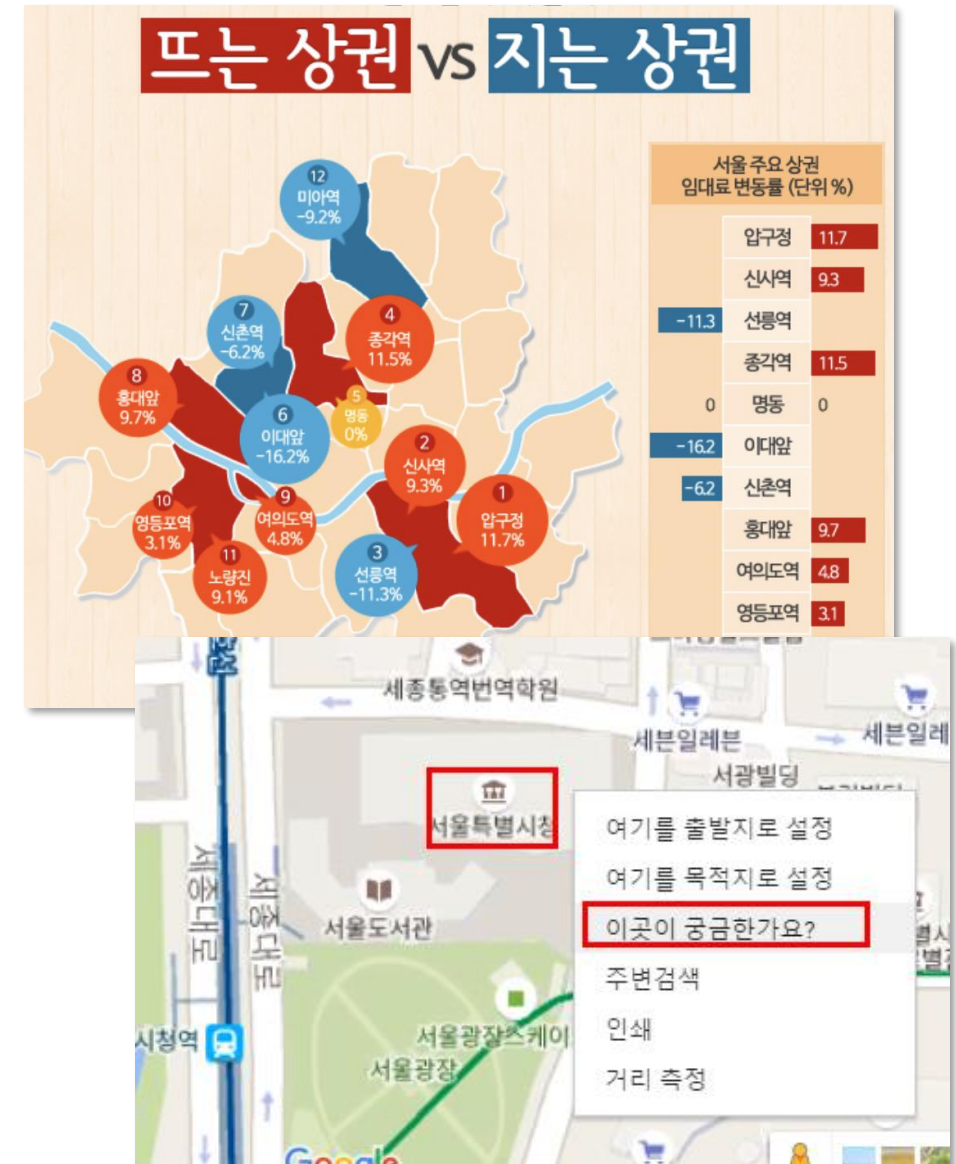 뜨는 상권 vs 지는 상권
12
미아역
-9.2%
7
신촌역
-6.2%
4
종각역
11.5%
8
홍대앞
9.7%
5
명동
0%
6
이대앞
-16.2%
2
신사역
9.3%
1
압구정
11.7%
10
영등포역
3.1%
9
여의도역
4.8%
11
노량진
9.1%
3
선릉역
-11.3%
서울 주요 상권
임대료 변동률 (단위 %)
압구정 11.7
신사역 9.3
-11.3 선릉역
종각역 11.5
0 명동 0
-16.2 이대앞
-6.2 신촌역
홍대앞 9.7
여의도역 4.8
영등포역 3.1
세종통역번역학원
세븐일레븐
세븐일레
서광빌딩
서울특별시청
서울도서관
세종대로
세종대로
시청역
서울광장스케이
서울광장
여기를 출발지로 설정
여기를 목적지로 설정
이곳이 궁금한가요?
주변검색
인쇄
거리 측정
Google